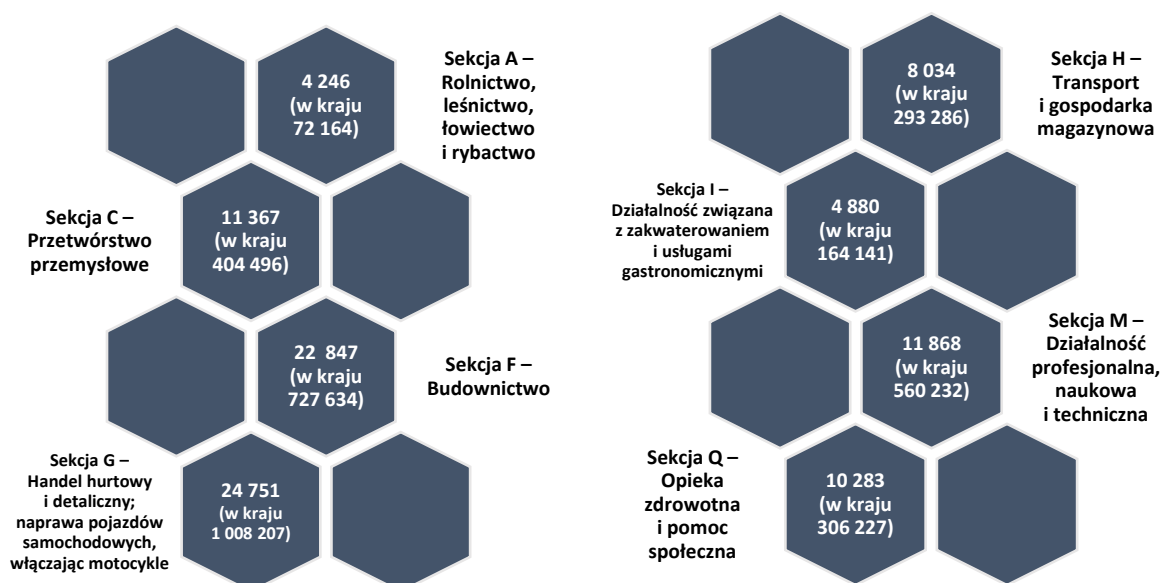 4 246
(w kraju
72 164)
Sekcja A –
Rolnictwo,
leśnictwo,
łowiectwo
i rybactwo
Sekcja C –
Przetwórstwo
przemysłowe
11 367
(w kraju
404 496)
22  847
(w kraju
727 634)
Sekcja F –
Budownictwo
Sekcja G –
Handel hurtowy
i detaliczny;
naprawa pojazdów
samochodowych,
włączając motocykle
24 751
(w kraju
1 008 207)
8 034
(w kraju
293 286)
Sekcja H –
Transport
i gospodarka
magazynowa
Sekcja I –
Działalność związana
z zakwaterowaniem
i usługami
gastronomicznymi
4 880
(w kraju
164 141)
11 868
(w kraju
560 232)
Sekcja M –
Działalność
profesjonalna,
naukowa
i techniczna
Sekcja Q –
Opieka
zdrowotna
i pomoc
społeczna
10 283
(w kraju
306 227)